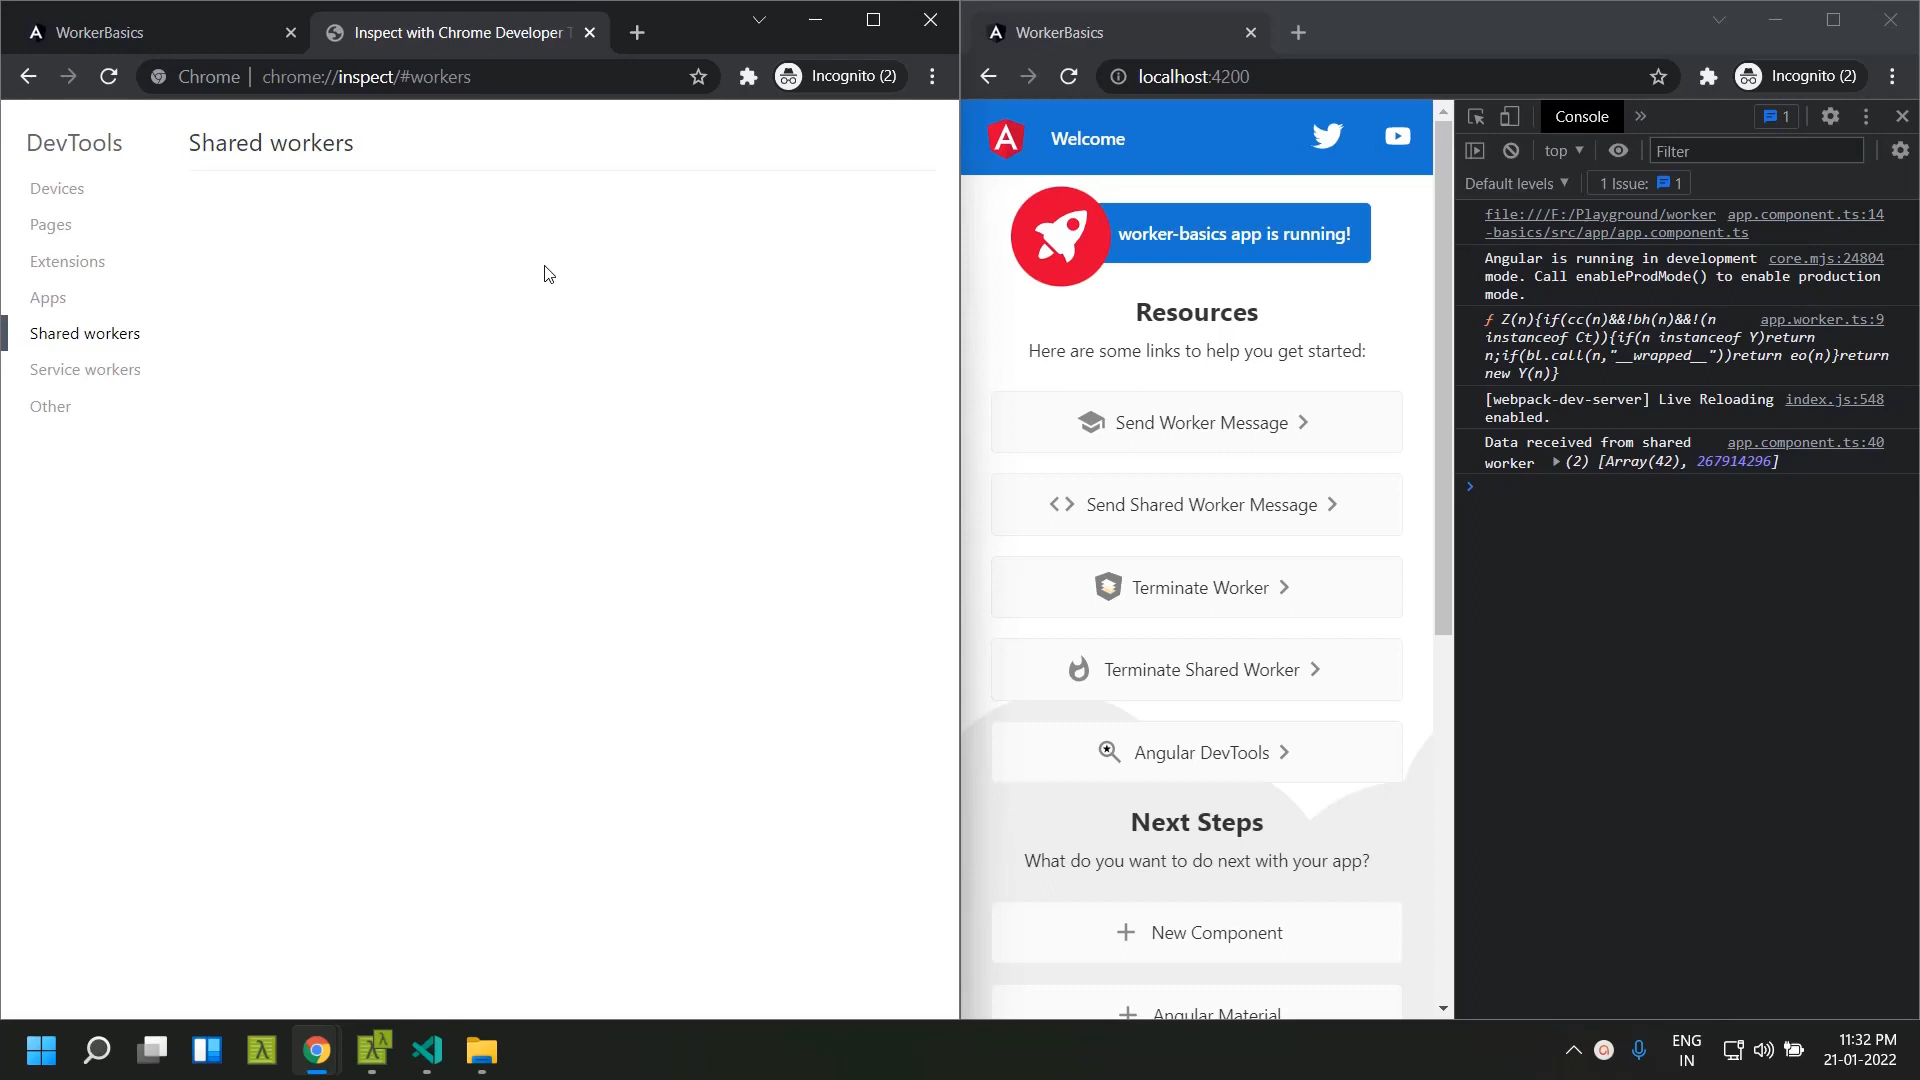 WorkerBasics
Inspect with Chrome Developer T
Chrome
chrome://inspect/#workers
Incognito (2)
DevTools
Devices
Pages
Extensions
Apps
Shared workers
Service workers
Other
Shared workers
WorkerBasics
localhost:4200
Incognito (2)
Welcome
worker-basics app is running!
Resources
Here are some links to help you get started:
Send Worker Message
Send Shared Worker Message
Terminate Worker
Terminate Shared Worker
Angular DevTools
Next Steps
What do you want to do next with your app?
New Component
Angular Material
Console
1
top
Filter
Default levels
1 Issue: 1
file:///F:/Playground/worker app.component.ts:14
-basics/src/app/app.component.ts
Angular is running in development core.mjs:24804
mode. Call enableProdMode() to enable production
mode.
ƒ Z(n){if(cc(n)&&!bh(n)&&!(n app.worker.ts:9
instanceof Ct)){if(n instanceof Y)return
n;if(bl.call(n,"__wrapped__"))return eo(n)}return
new Y(n)}
[webpack-dev-server] Live Reloading index.js:548
enabled.
Data received from shared app.component.ts:40
worker (2) [Array(42), 267914296]
ENG
IN
11:32 PM
21-01-2022